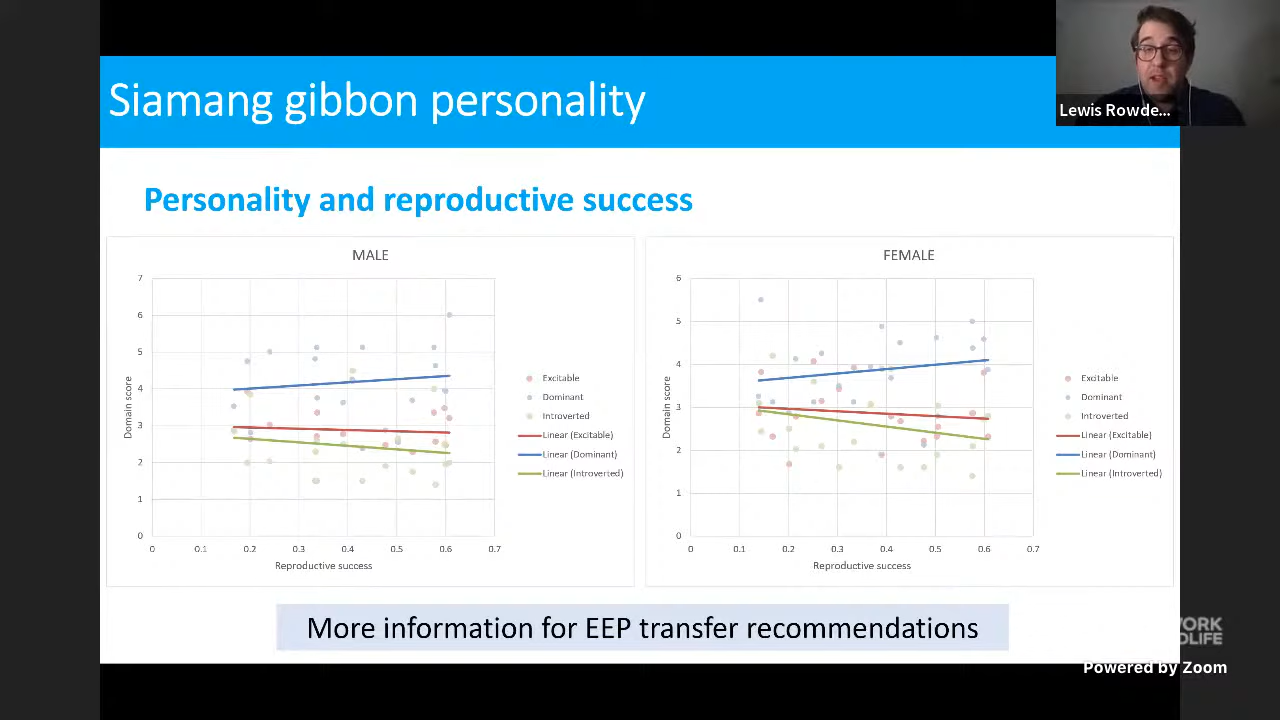 Siamang gibbon personality
Lewis Rowde...
Personality and reproductive success
MALE
7
6
5
4
3
2
1
0
Domain score
0 0.1 0.2 0.3 0.4 0.5 0.6 0.7
Reproductive success
Excitable
Dominant
Introverted
Linear (Excitable)
Linear (Dominant)
Linear (Introverted)
FEMALE
6
5
4
3
2
1
0
Domain score
0 0.1 0.2 0.3 0.4 0.5 0.6 0.7
Reproductive success
Excitable
Dominant
Introverted
Linear (Excitable)
Linear (Dominant)
Linear (Introverted)
More information for EEP transfer recommendations
Powered by Zoom